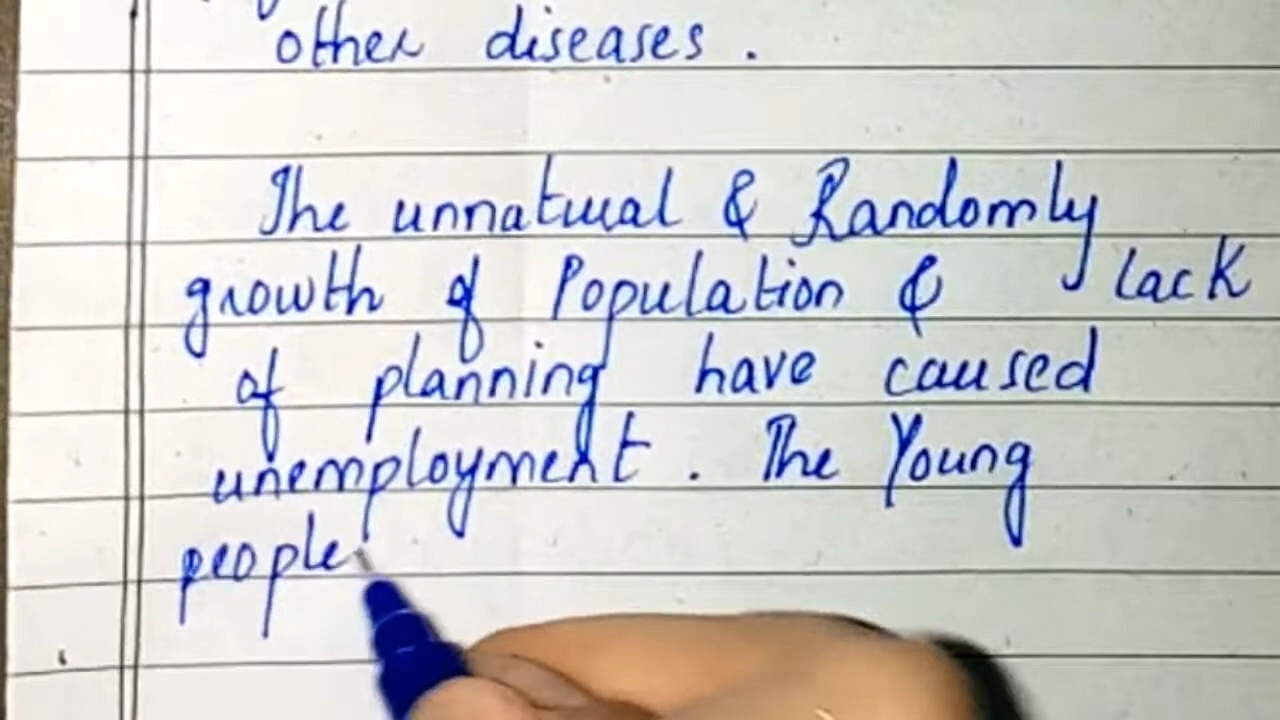 other diseases.
The unnatural & Randomly
growth of Population & lack
of planning have caused
unemployment. The Young
people